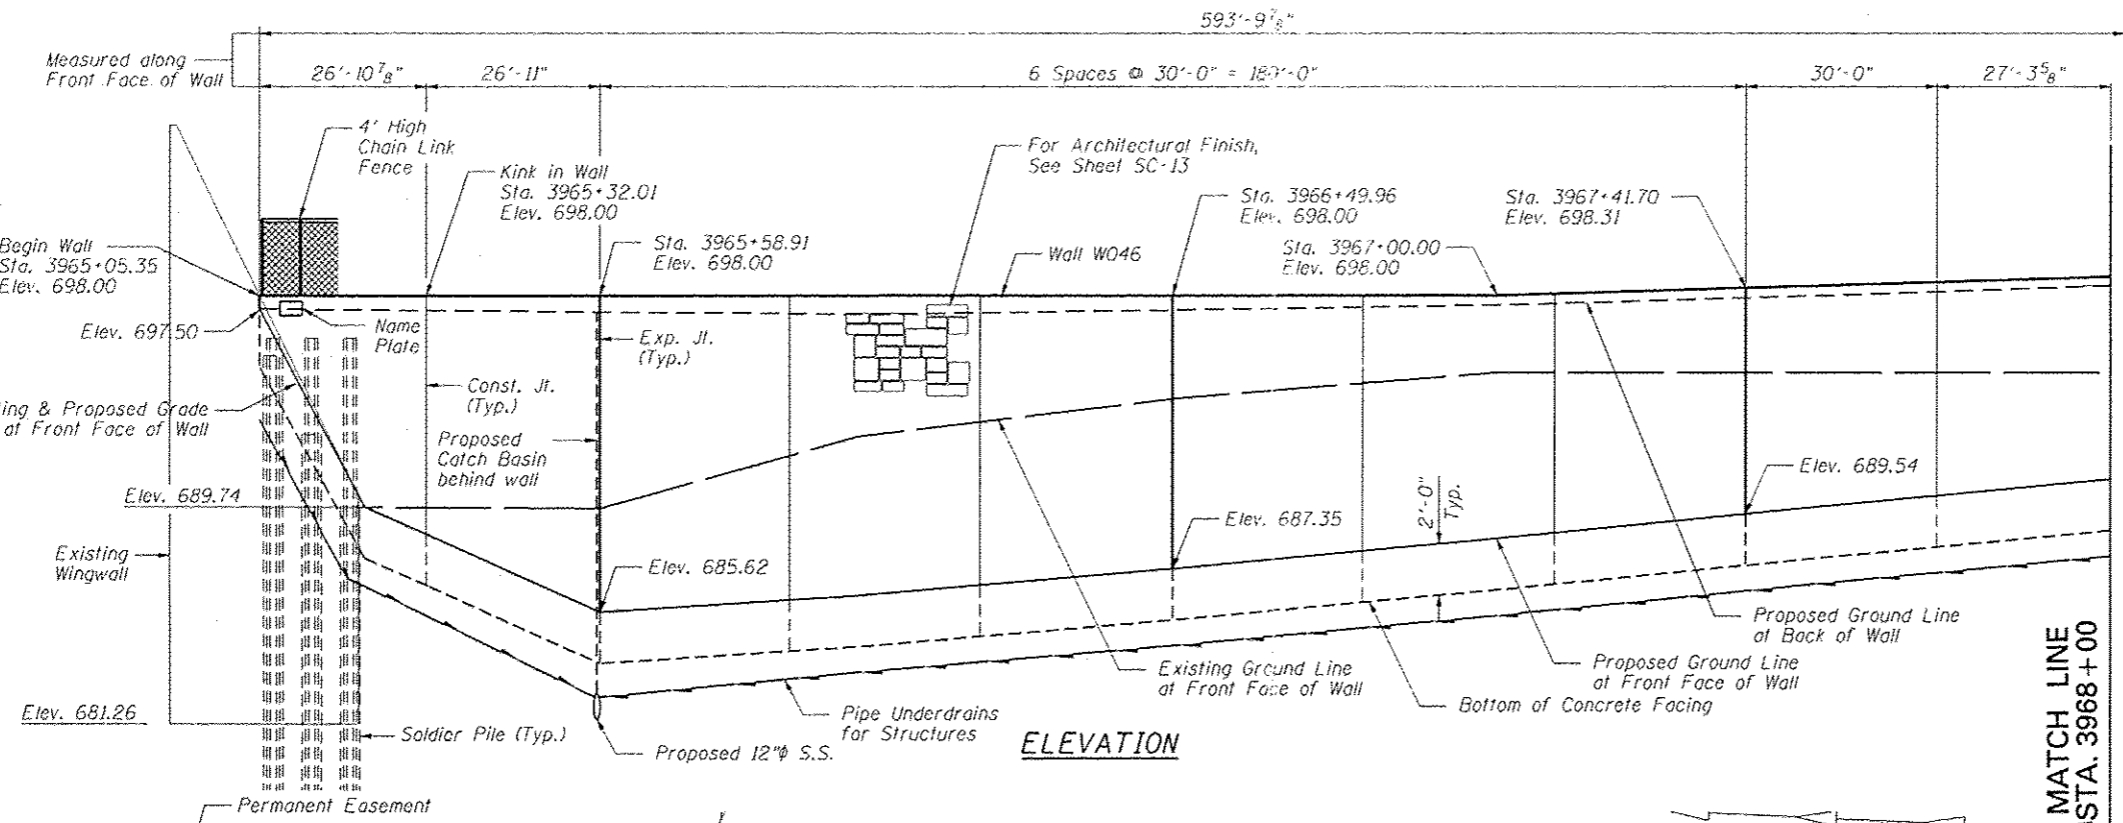 593'-9 7/8"
Measured along
Front Face of Wall
26'-10 7/8"
26'-11"
6 Spaces @ 30'-0" = 180'-0"
30'-0"
27'-3 5/8"
4' High
Chain Link
Fence
For Architectural Finish,
See Sheet SC-13
Kink in Wall
Sta. 3965+32.01
Elev. 698.00
Sta. 3966+49.96
Elev. 698.00
Sta. 3967+41.70
Elev. 698.31
Begin Wall
Sta. 3965+05.35
Elev. 698.00
Sta. 3965+58.91
Elev. 698.00
Wall W046
Sta. 3967+00.00
Elev. 698.00
Elev. 697.50
Name
Plate
Exp. Jt.
(Typ.)
Const. Jt.
(Typ.)
ing & Proposed Grade
at Front Face of Wall
Proposed
Catch Basin
behind wall
Elev. 689.54
Elev. 689.74
2'-0"
Typ.
Elev. 687.35
Existing
Wingwall
Elev. 685.62
Proposed Ground Line
at Back of Wall
Existing Ground Line
at Front Face of Wall
Proposed Ground Line
at Front Face of Wall
Bottom of Concrete Facing
Elev. 681.26
Pipe Underdrains
for Structures
Soldier Pile (Typ.)
Proposed 12"φ S.S.
ELEVATION
MATCH LINE
STA. 3968+00
Permanent Easement